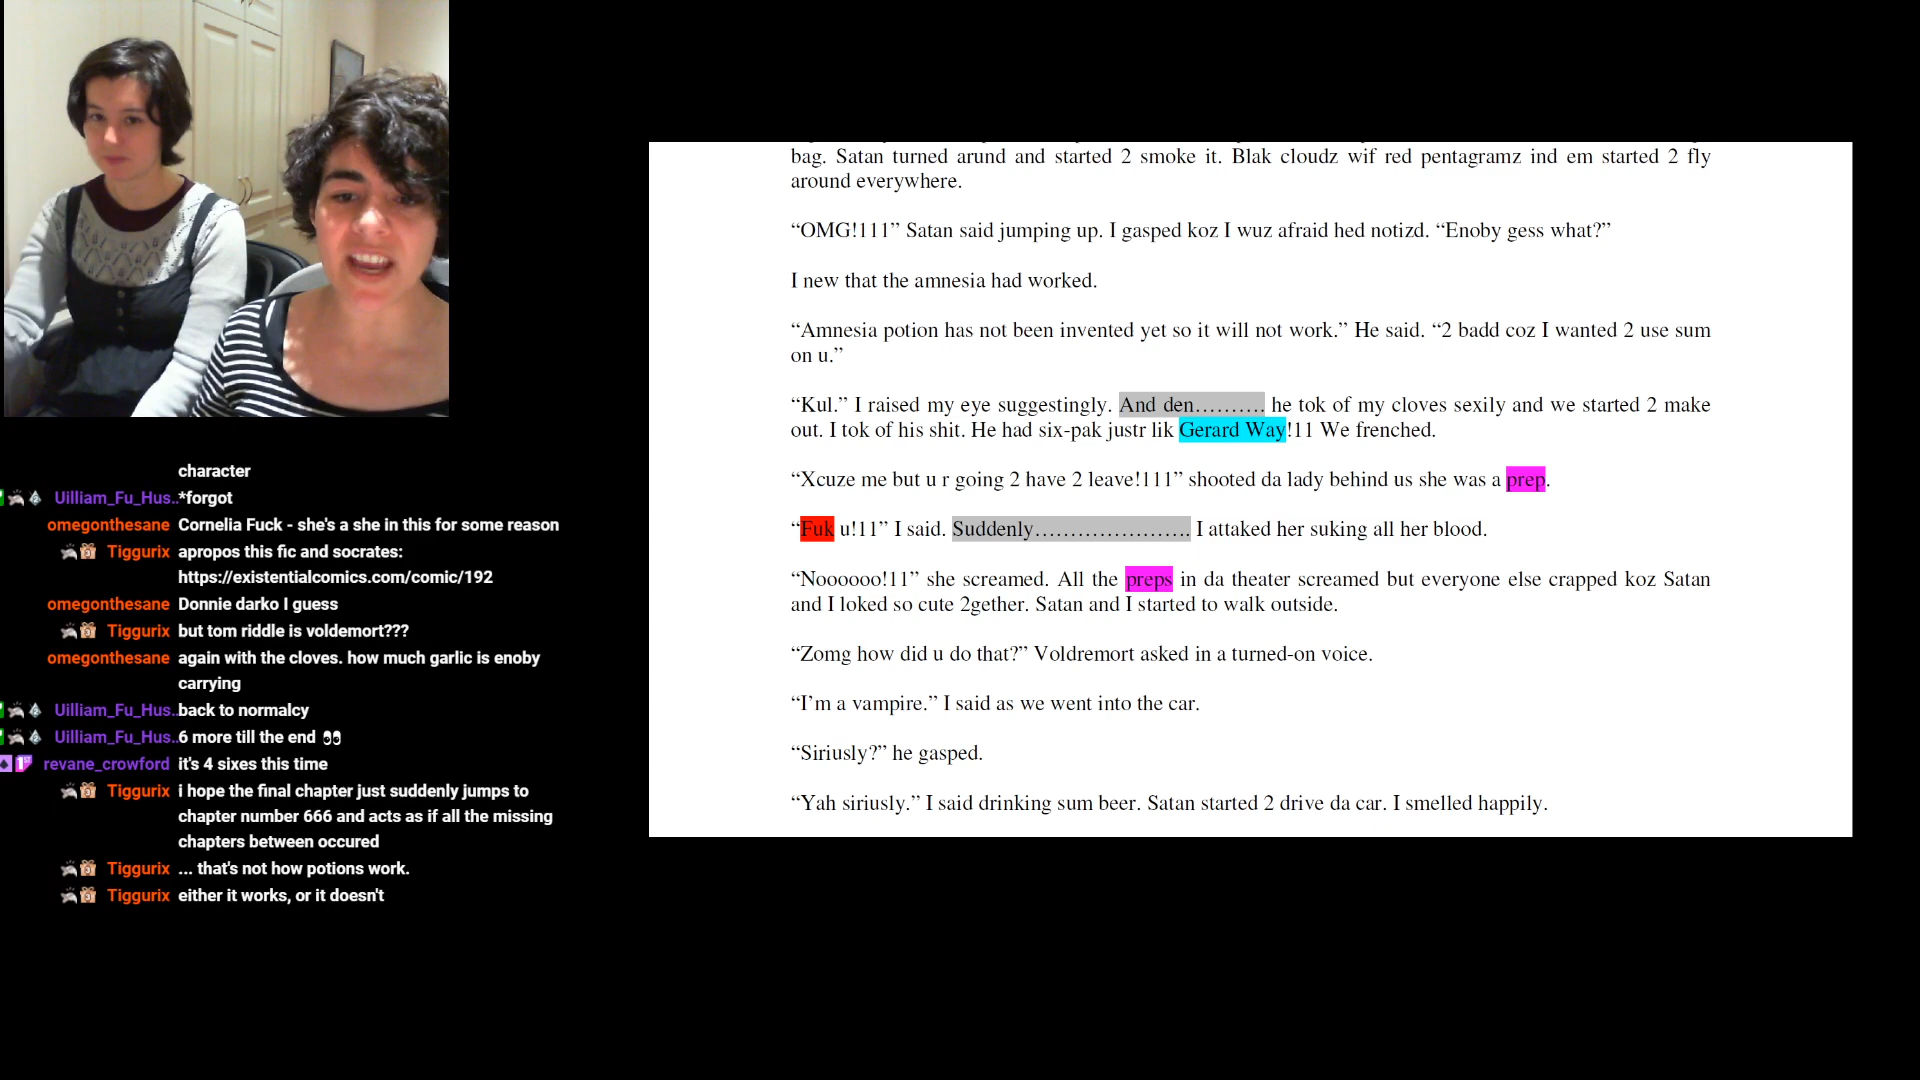 character
Uilliam_Fu_Hus.. *forgot
omegonthesane Cornelia Fuck - she's a she in this for some reason
Tiggurix apropos this fic and socrates:
https://existentialcomics.com/comic/192
omegonthesane Donnie darko I guess
Tiggurix but tom riddle is voldemort???
omegonthesane again with the cloves. how much garlic is enoby
carrying
Uilliam_Fu_Hus.. back to normalcy
Uilliam_Fu_Hus.. 6 more till the end 👀
revane_crowford it's 4 sixes this time
Tiggurix i hope the final chapter just suddenly jumps to
chapter number 666 and acts as if all the missing
chapters between occured
Tiggurix ... that's not how potions work.
Tiggurix either it works, or it doesn't
bag. Satan turned arund and started 2 smoke it. Blak cloudz wif red pentagramz ind em started 2 fly
around everywhere.
“OMG!111” Satan said jumping up. I gasped koz I wuz afraid hed notizd. “Enoby gess what?”
I new that the amnesia had worked.
“Amnesia potion has not been invented yet so it will not work.” He said. “2 badd coz I wanted 2 use sum
on u.”
“Kul.” I raised my eye suggestingly. And den………. he tok of my cloves sexily and we started 2 make
out. I tok of his shit. He had six-pak justr lik Gerard Way!11 We frenched.
“Xcuze me but u r going 2 have 2 leave!111” shooted da lady behind us she was a prep.
“Fuk u!11” I said. Suddenly…………………. I attaked her suking all her blood.
“Noooooo!11” she screamed. All the preps in da theater screamed but everyone else crapped koz Satan
and I loked so cute 2gether. Satan and I started to walk outside.
“Zomg how did u do that?” Voldremort asked in a turned-on voice.
“I’m a vampire.” I said as we went into the car.
“Siriusly?” he gasped.
“Yah siriusly.” I said drinking sum beer. Satan started 2 drive da car. I smelled happily.